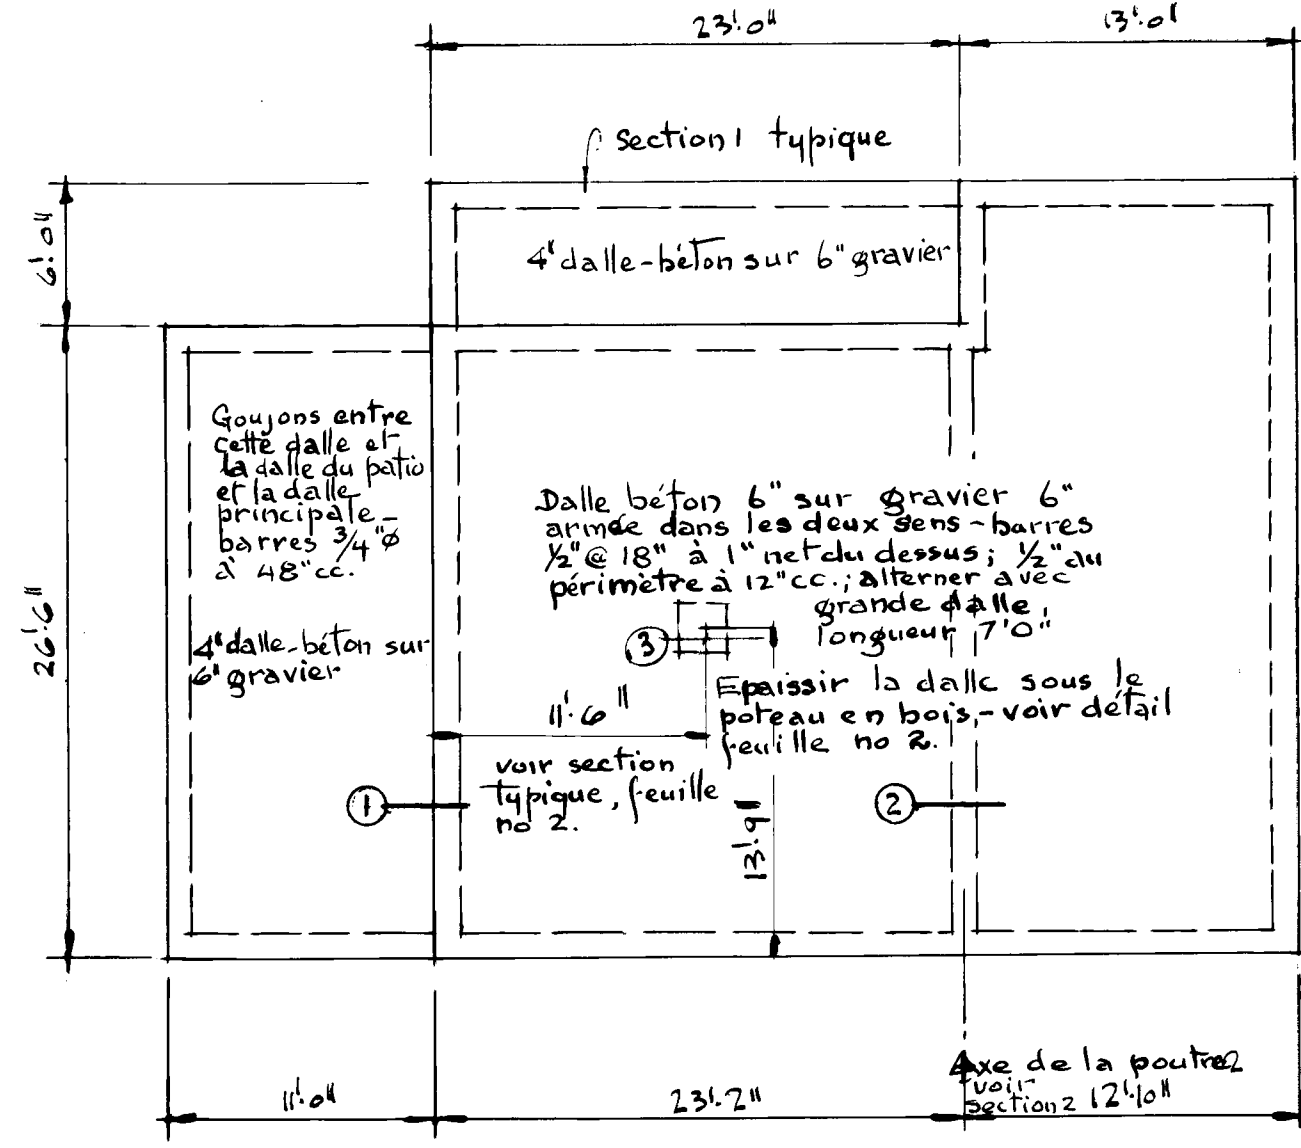 23'.0"
13'.0"
section 1 typique
6'.0"
4" dalle-béton sur 6" gravier
Goujons entre
cette dalle et
la dalle du patio
et la dalle
principale -
barres 3/4"ø
à 48"cc.
Dalle béton 6" sur gravier 6"
armée dans les deux sens - barres
1/2" @ 18" à 1" net du dessus; 1/2" au
périmètre à 12"cc.; alterner avec
grande dalle,
longueur 7'0"
26'.6"
4" dalle-béton sur
6" gravier
3
Epaissir la dalle sous le
poteau en bois, - voir détail
feuille no 2.
11'.6"
voir section
typique, feuille
no 2.
1
2
13'.9"
Axe de la poutre 2
voir
section 2
11'.0"
23'.2"
12'.10"